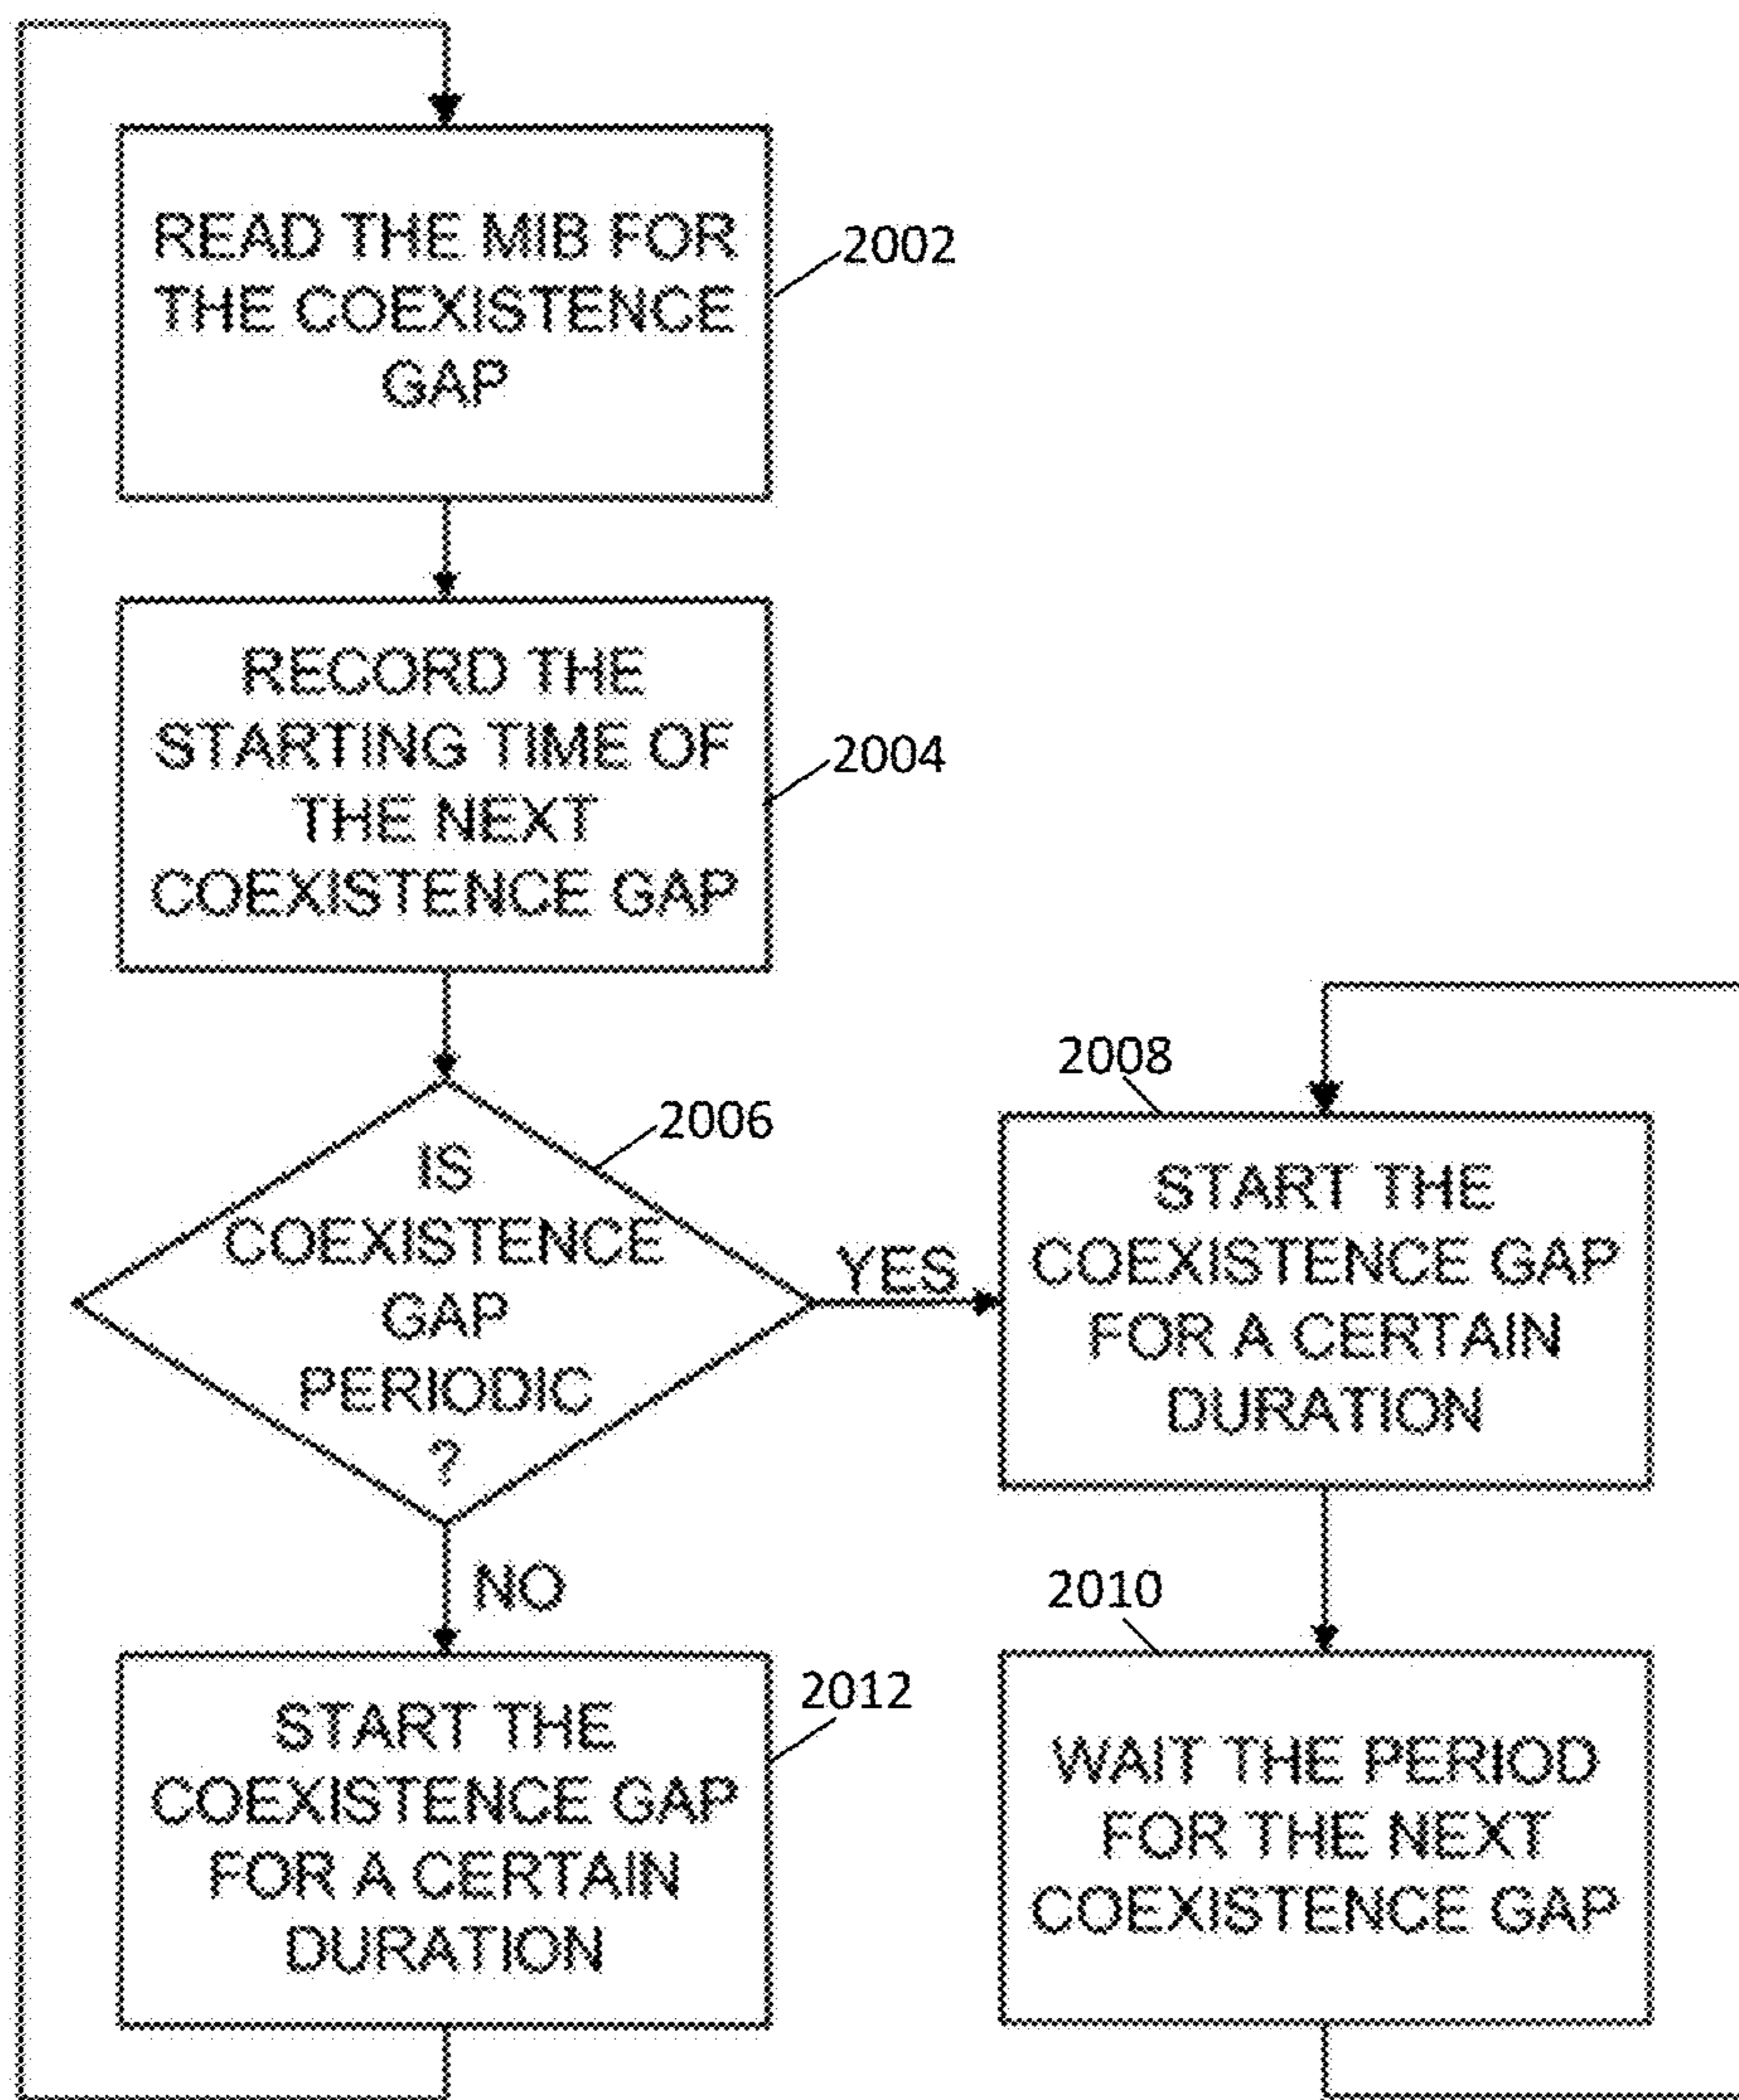 READ THE MIB FOR
THE COEXISTENCE
GAP
2002
RECORD THE
STARTING TIME OF
THE NEXT
COEXISTENCE GAP
2004
IS
COEXISTENCE
GAP
PERIODIC
?
2006
YES
NO
2008
START THE
COEXISTENCE GAP
FOR A CERTAIN
DURATION
2010
WAIT THE PERIOD
FOR THE NEXT
COEXISTENCE GAP
START THE
COEXISTENCE GAP
FOR A CERTAIN
DURATION
2012